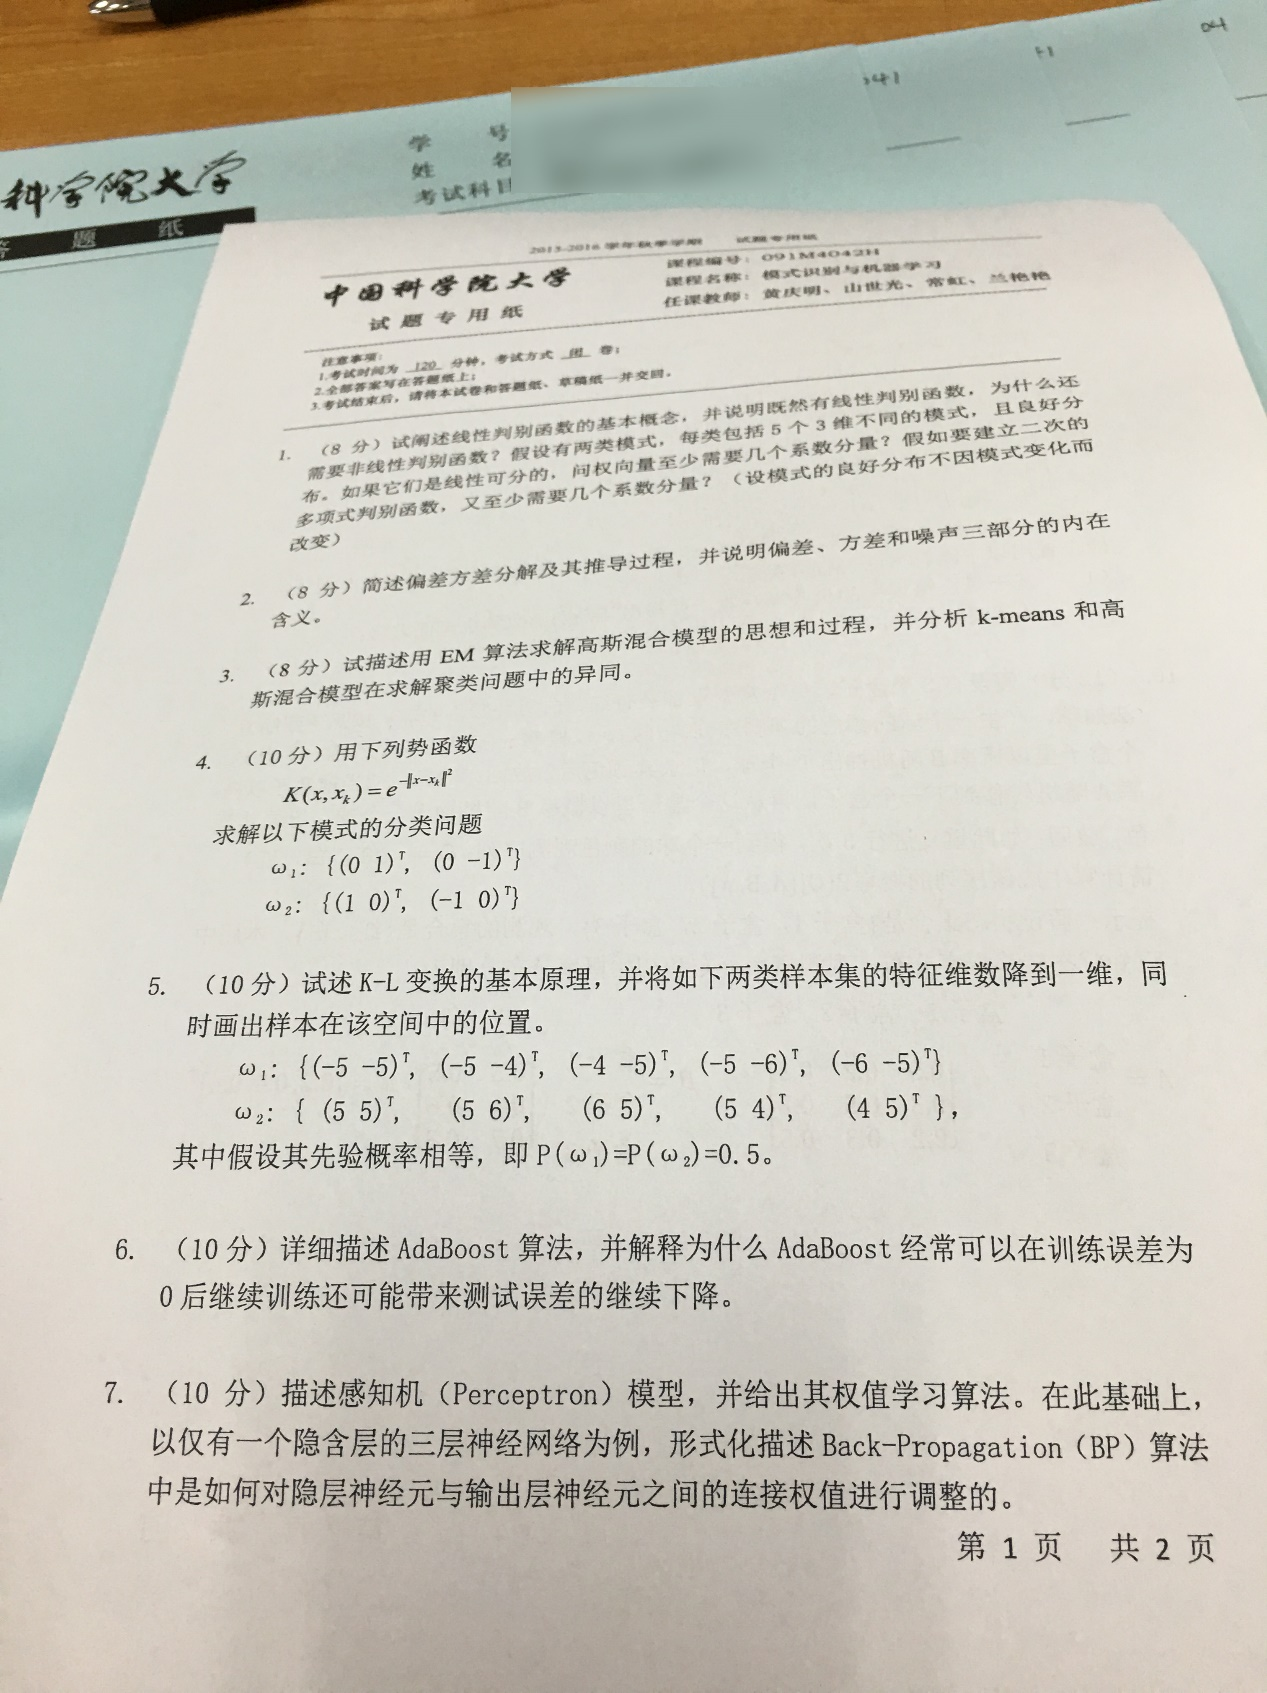 科学院大学
答 题 纸
学 号
姓 名
考试科目
041
41
04
2015-2016 学年秋季学期 试题专用纸
中国科学院大学
试题专用纸
课程编号：091M4042H
课程名称：模式识别与机器学习
任课教师：黄庆明、山世光、常虹、兰艳艳
注意事项：
1.考试时间为 120 分钟，考试方式 闭 卷；
2.全部答案写在答题纸上；
3.考试结束后，请将本试卷和答题纸、草稿纸一并交回。
1. （8 分）试阐述线性判别函数的基本概念，并说明既然有线性判别函数，为什么还
需要非线性判别函数？假设有两类模式，每类包括 5 个 3 维不同的模式，且良好分
布。如果它们是线性可分的，问权向量至少需要几个系数分量？假如要建立二次的
多项式判别函数，又至少需要几个系数分量？（设模式的良好分布不因模式变化而
改变）
2. （8 分）简述偏差方差分解及其推导过程，并说明偏差、方差和噪声三部分的内在
含义。
3. （8 分）试描述用 EM 算法求解高斯混合模型的思想和过程，并分析 k-means 和高
斯混合模型在求解聚类问题中的异同。
4. （10 分）用下列势函数
K(x,xₖ)=e^{-‖x-xₖ‖²}
求解以下模式的分类问题
ω₁: {(0 1)ᵀ, (0 -1)ᵀ}
ω₂: {(1 0)ᵀ, (-1 0)ᵀ}
5. （10 分）试述 K-L 变换的基本原理，并将如下两类样本集的特征维数降到一维，同
时画出样本在该空间中的位置。
ω₁: {(-5 -5)ᵀ, (-5 -4)ᵀ, (-4 -5)ᵀ, (-5 -6)ᵀ, (-6 -5)ᵀ}
ω₂: { (5 5)ᵀ, (5 6)ᵀ, (6 5)ᵀ, (5 4)ᵀ, (4 5)ᵀ },
其中假设其先验概率相等，即 P(ω₁)=P(ω₂)=0.5。
6. （10 分）详细描述 AdaBoost 算法，并解释为什么 AdaBoost 经常可以在训练误差为
0 后继续训练还可能带来测试误差的继续下降。
7. （10 分）描述感知机（Perceptron）模型，并给出其权值学习算法。在此基础上，
以仅有一个隐含层的三层神经网络为例，形式化描述 Back-Propagation（BP）算法
中是如何对隐层神经元与输出层神经元之间的连接权值进行调整的。
第 1 页 共 2 页